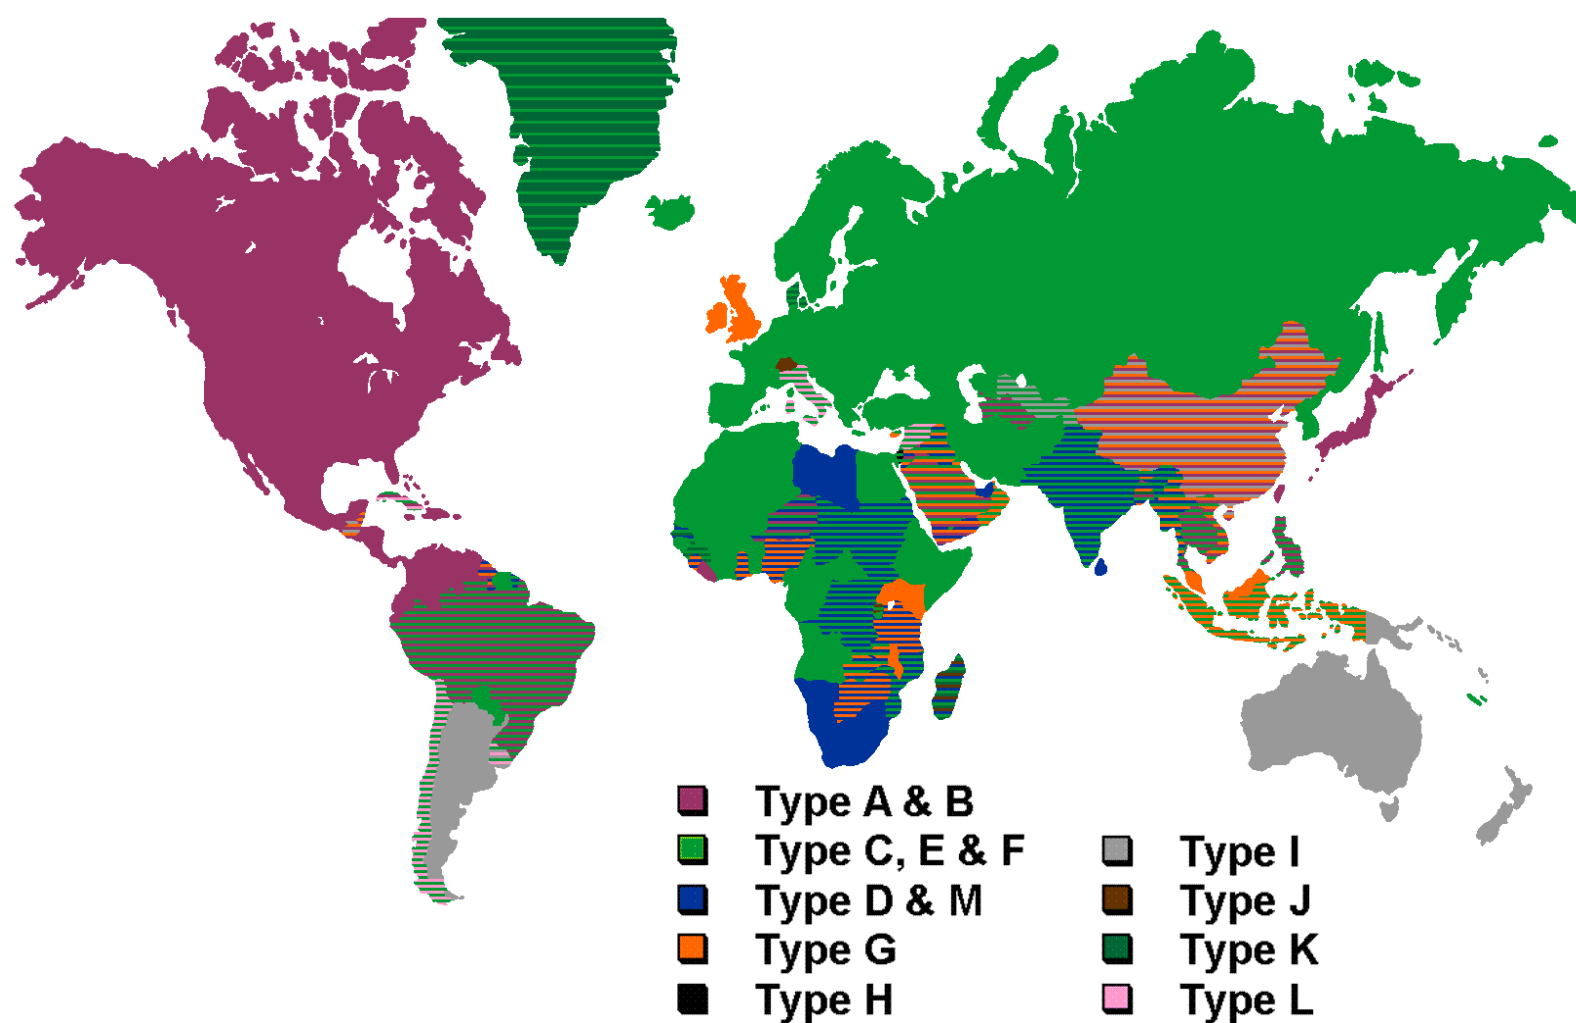 Type A & B
Type C, E & F
Type D & M
Type G
Type H
Type I
Type J
Type K
Type L